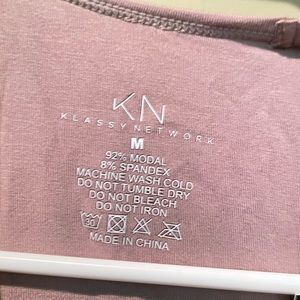 KN
KLASSY NETWORK
M
92% MODAL
8% SPANDEX
MACHINE WASH COLD
DO NOT TUMBLE DRY
DO NOT BLEACH
DO NOT IRON
30
MADE IN CHINA